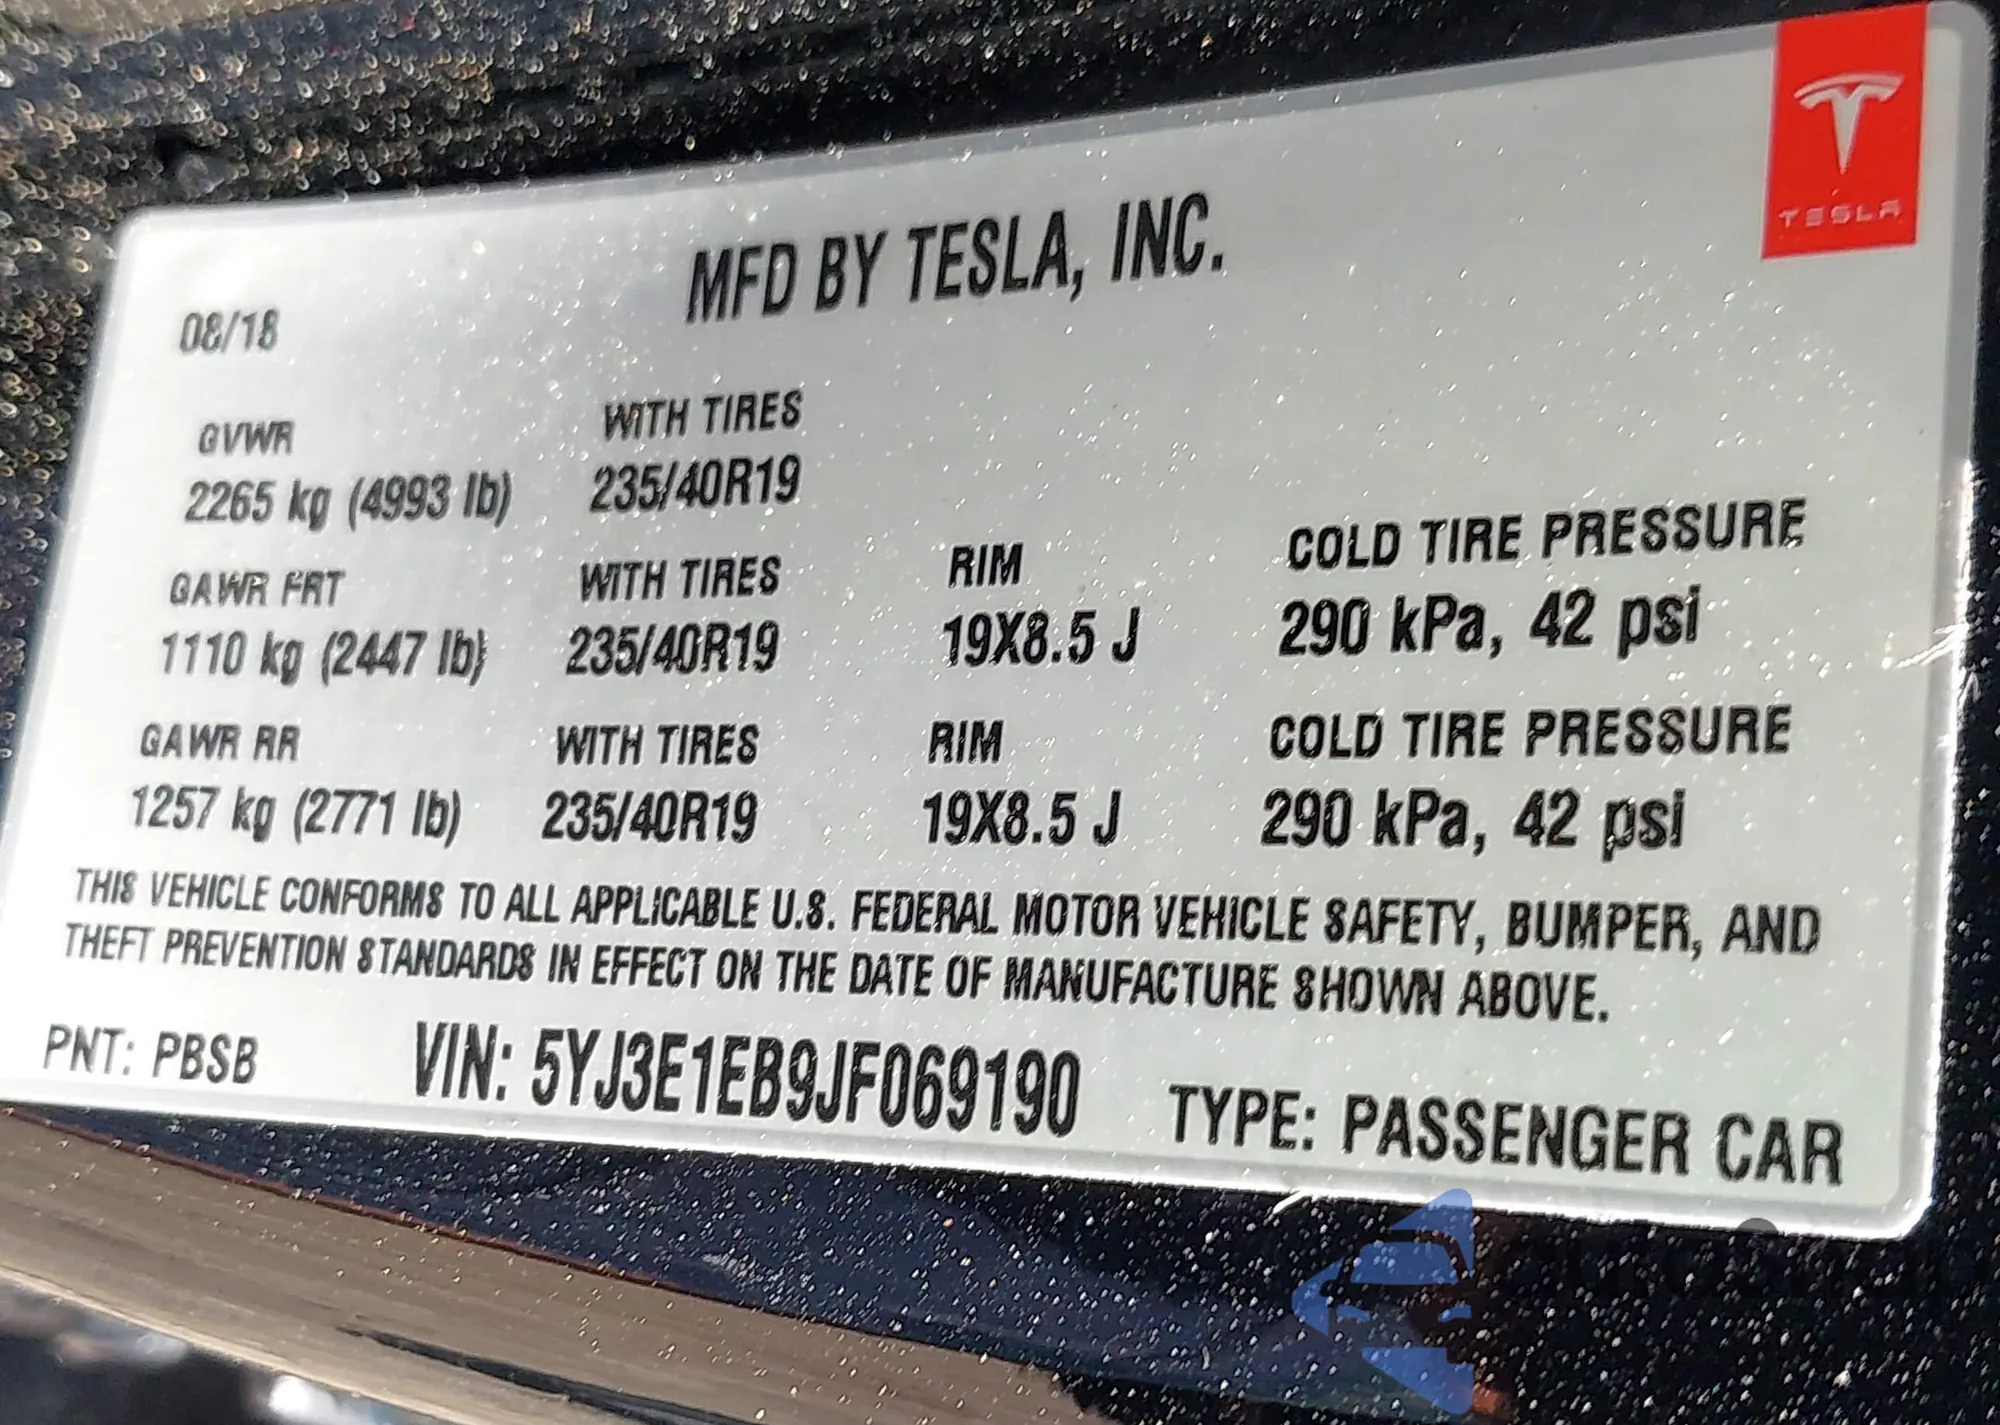 TESLA
MFD BY TESLA, INC.
08/18
GVWR WITH TIRES
2265 kg (4993 lb) 235/40R19
GAWR FRT WITH TIRES RIM COLD TIRE PRESSURE
1110 kg (2447 lb) 235/40R19 19X8.5 J 290 kPa, 42 psi
GAWR RR WITH TIRES RIM COLD TIRE PRESSURE
1257 kg (2771 lb) 235/40R19 19X8.5 J 290 kPa, 42 psi
THIS VEHICLE CONFORMS TO ALL APPLICABLE U.S. FEDERAL MOTOR VEHICLE SAFETY, BUMPER, AND
THEFT PREVENTION STANDARDS IN EFFECT ON THE DATE OF MANUFACTURE SHOWN ABOVE.
PNT: PBSB VIN: 5YJ3E1EB9JF069190 TYPE: PASSENGER CAR